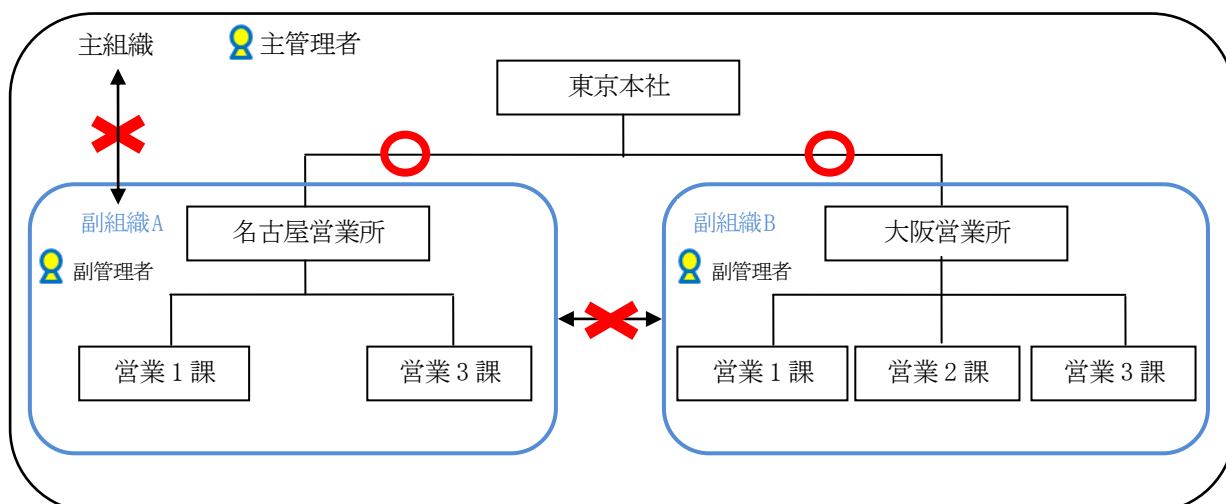 主組織
主管理者
東京本社
副組織A
名古屋営業所
副管理者
営業1課
営業3課
副組織B
大阪営業所
副管理者
営業1課
営業2課
営業3課